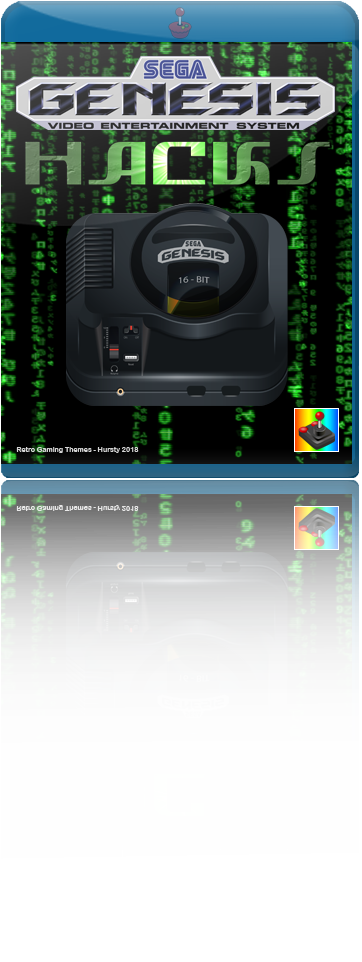 SEGA
GENESIS
VIDEO ENTERTAINMENT SYSTEM
HACKS
SEGA
GENESIS
16 - BIT
Retro Gaming Themes - Hursty 2018